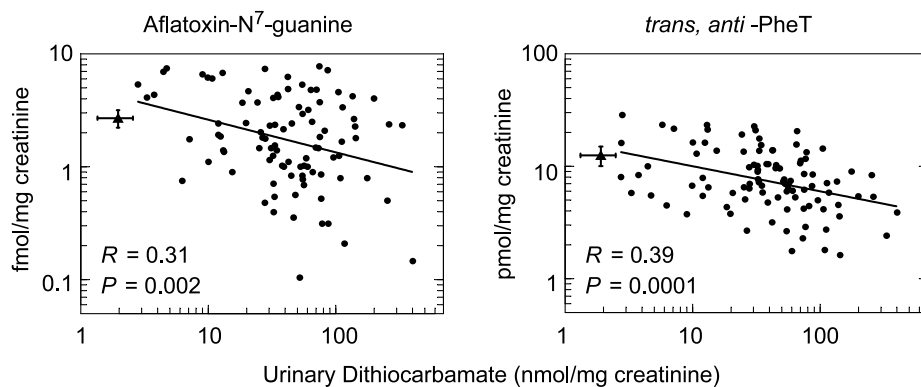 Aflatoxin-N⁷-guanine
fmol/mg creatinine
10
1
0.1
R = 0.31
P = 0.002
1
10
100
trans, anti -PheT
pmol/mg creatinine
100
10
1
R = 0.39
P = 0.0001
1
10
100
Urinary Dithiocarbamate (nmol/mg creatinine)